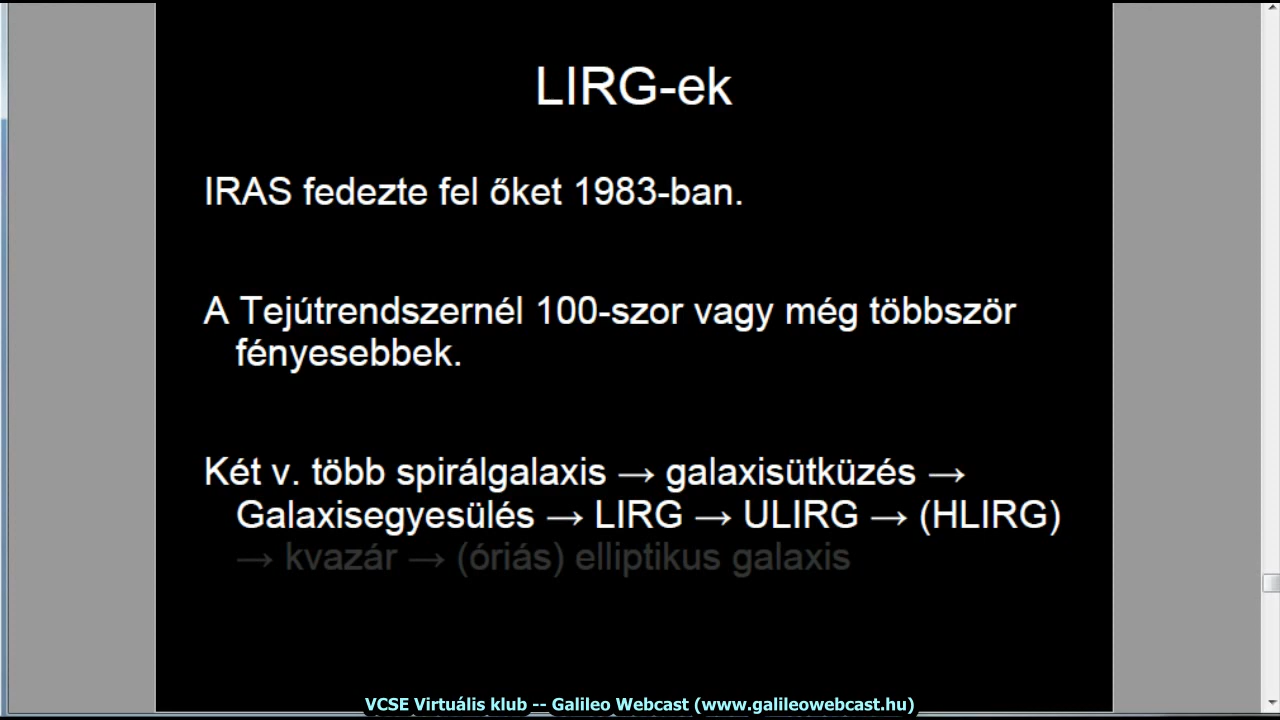 LIRG-ek
IRAS fedezte fel őket 1983-ban.
A Tejútrendszernél 100-szor vagy még többször
fényesebbek.
Két v. több spirálgalaxis → galaxisütküzés →
Galaxisegyesülés → LIRG → ULIRG → (HLIRG)
→ kvazár → (óriás) elliptikus galaxis
VCSE Virtuális klub -- Galileo Webcast (www.galileowebcast.hu)